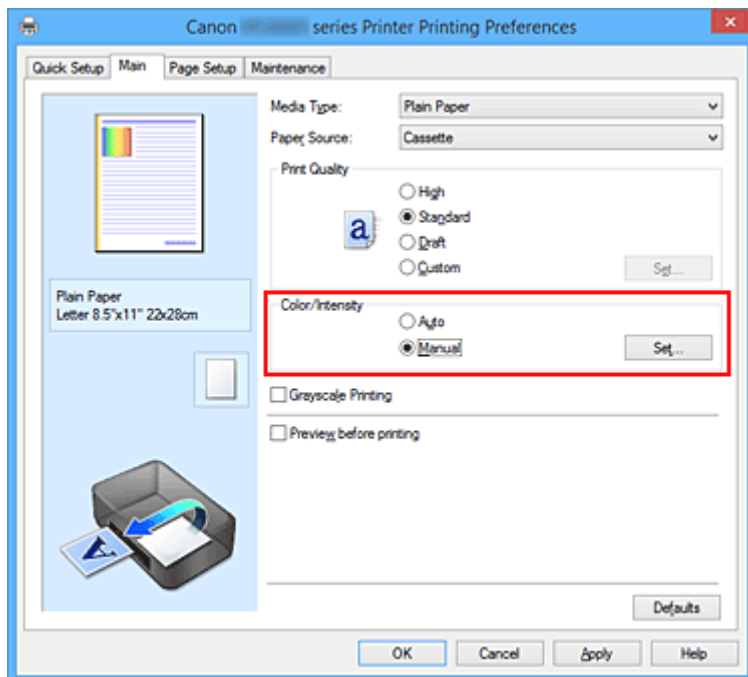 Canon series Printer Printing Preferences
Quick Setup Main Page Setup Maintenance
Media Type: Plain Paper
Paper Source: Cassette
Print Quality
High
a Standard
Draft
Custom Set...
Plain Paper
Letter 8.5"x11" 22x28cm
Color/Intensity
Auto
Manual Set...
Grayscale Printing
Preview before printing
A
Defaults
OK Cancel Apply Help